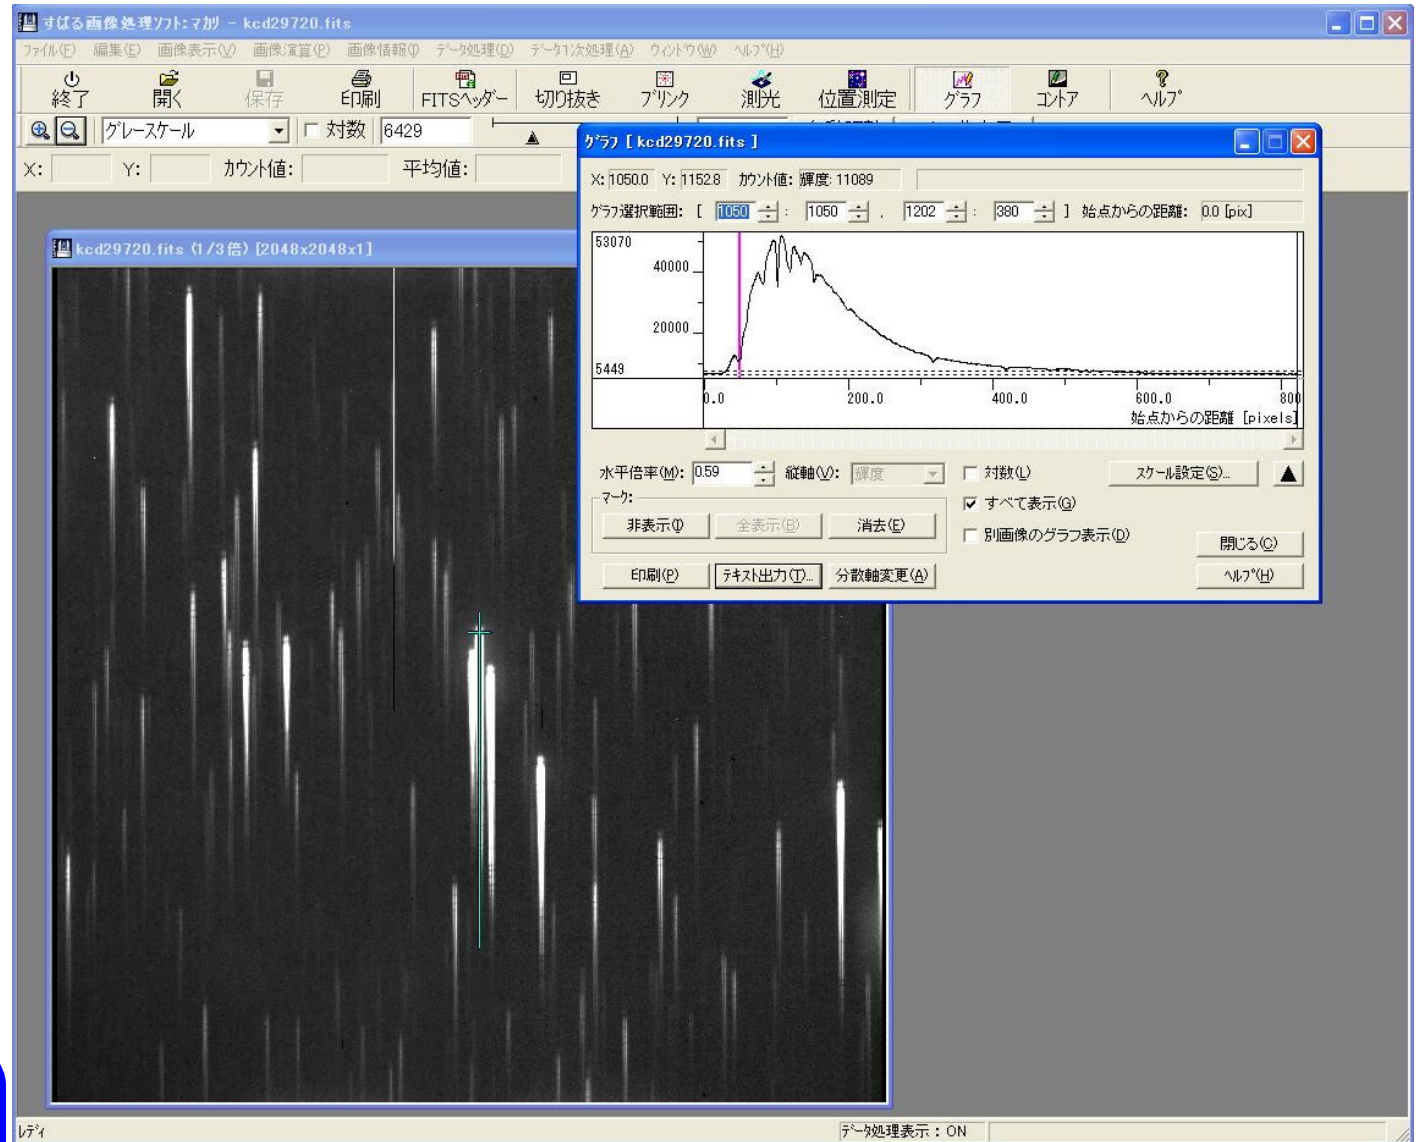 すばる画像処理ソフト:マカリ - kcd29720.fits
ファイル(F) 編集(E) 画像表示(V) 画像演算(P) 画像情報(I) データ処理(D) データ1次処理(A) ウィンドウ(W) ヘルプ(H)
終了 開く 保存 印刷 FITSヘッダー 切り抜き ブリンク 測光 位置測定 グラフ コントア ヘルプ
グレースケール 対数 6429
X: Y: カウント値: 平均値:
kcd29720.fits (1/3倍) [2048x2048x1]
グラフ [ kcd29720.fits ]
X: 1050.0 Y: 1152.8 カウント値: 輝度: 11089
グラフ選択範囲: [ 1050 : 1050 , 1202 : 380 ] 始点からの距離: 0.0 [pix]
53070
40000
20000
5449
0.0 200.0 400.0 600.0 800
始点からの距離 [pixels]
水平倍率(M): 0.59 縦軸(V): 輝度 対数(L) スケール設定(S)... ▲
マーク: すべて表示(G)
非表示(I) 全表示(B) 消去(E) 別画像のグラフ表示(D) 閉じる(C)
印刷(P) テキスト出力(T)... 分散軸変更(A) ヘルプ(H)
レディ データ処理表示 : ON